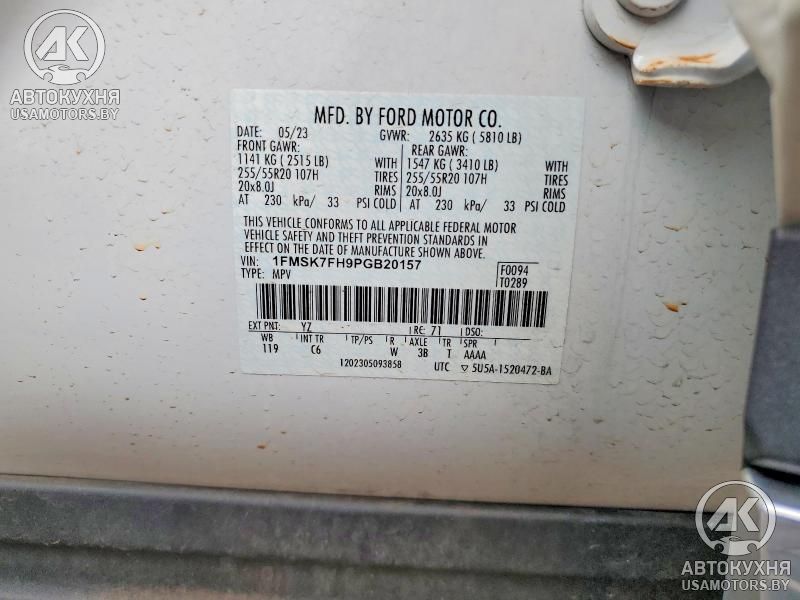 AK
АВТОКУХНЯ
USAMOTORS.BY
MFD. BY FORD MOTOR CO.
DATE: 05/23 GVWR: 2635 KG ( 5810 LB)
FRONT GAWR: REAR GAWR:
1141 KG ( 2515 LB) WITH 1547 KG ( 3410 LB) WITH
255/55R20 107H TIRES 255/55R20 107H TIRES
20x8.0J RIMS 20x8.0J RIMS
AT 230 kPa/ 33 PSI COLD AT 230 kPa/ 33 PSI COLD
THIS VEHICLE CONFORMS TO ALL APPLICABLE FEDERAL MOTOR
VEHICLE SAFETY AND THEFT PREVENTION STANDARDS IN
EFFECT ON THE DATE OF MANUFACTURE SHOWN ABOVE.
VIN: 1FMSK7FH9PGB20157 F0094
TYPE: MPV T0289
EXT PNT: YZ RC: 71 DSO:
WB INT TR TP/PS R AXLE TR SPR
119 C6 W 3B T AAAA
1202305093858 UTC ▽ 5U5A-1520472-BA
AK
АВТОКУХНЯ
USAMOTORS.BY